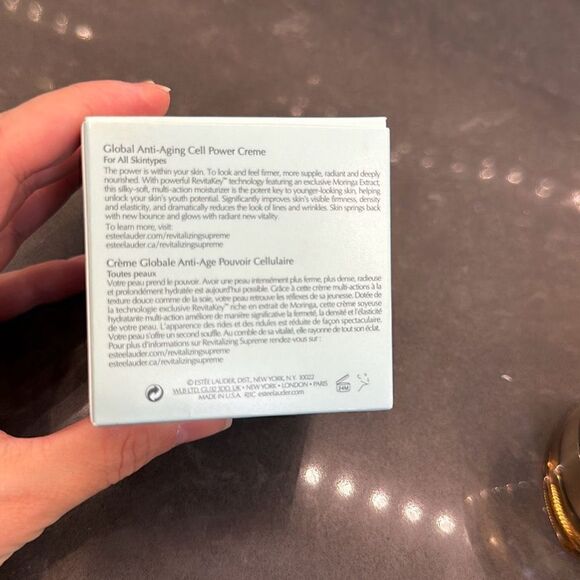 Global Anti-Aging Cell Power Creme
For All Skintypes
The power is within your skin. To look and feel firmer, more supple, radiant and deeply
nourished. With powerful RevitaKey™ technology featuring an exclusive Moringa Extract,
this silky-soft, multi-action moisturizer is the potent key to younger-looking skin, helping
unlock your skin's youth potential. Significantly improves skin's visible firmness, density
and elasticity, and dramatically reduces the look of lines and wrinkles. Skin springs back
with new bounce and glows with radiant new vitality.
To learn more, visit:
esteelauder.com/revitalizingsupreme
esteelauder.ca/revitalizingsupreme
Crème Globale Anti-Age Pouvoir Cellulaire
Toutes peaux
Votre peau prend le pouvoir. Avoir une peau intensément plus ferme, plus dense, radieuse
et profondément hydratée est aujourd'hui possible. Grâce à cette crème multi-actions à la
texture douce comme de la soie, votre peau retrouve les réflexes de sa jeunesse. Dotée de
la technologie exclusive RevitaKey™ riche en extrait de Moringa, cette crème soyeuse
hydratante multi-action améliore de manière significative la fermeté, la densité et l'élasticité
de votre peau. L'apparence des rides et des ridules est réduite de façon spectaculaire.
Votre peau s'offre un second souffle. Au comble de sa vitalité, elle rayonne de tout son éclat.
Pour plus d'informations sur Revitalizing Supreme rendez-vous sur :
esteelauder.com/revitalizingsupreme
esteelauder.ca/revitalizingsupreme
© ESTĒE LAUDER, DIST. NEW YORK, N.Y. 10022
WLB LTD, GU32 3DD, UK • NEW YORK • LONDON • PARIS
MADE IN U.S.A. esteelauder.com
24M